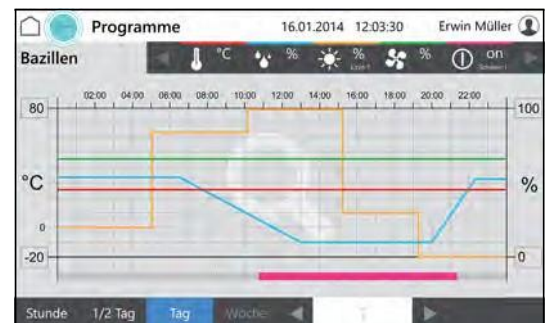 Programme 16.01.2014 12:03:30 Erwin Müller
Bazillen °C % % % on
02:00 04:00 06:00 08:00 10:00 12:00 14:00 16:00 18:00 20:00 22:00
80 100
°C %
0
-20 0
Stunde 1/2 Tag Tag Woche 1